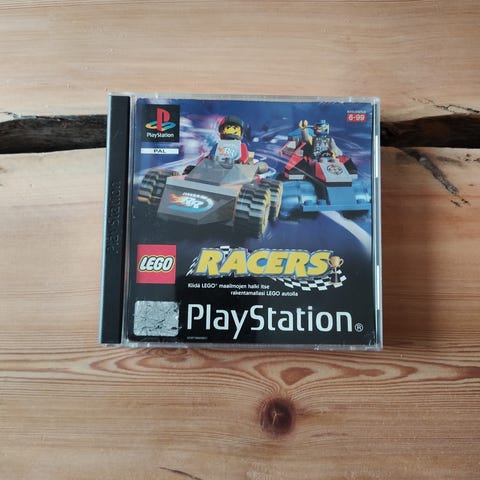 PlayStation
PAL
6-99
PlayStation
LEGO
RACERS
Kiidä LEGO® maailmojen halki itse
rakentamallasi LEGO autolla
PlayStation®